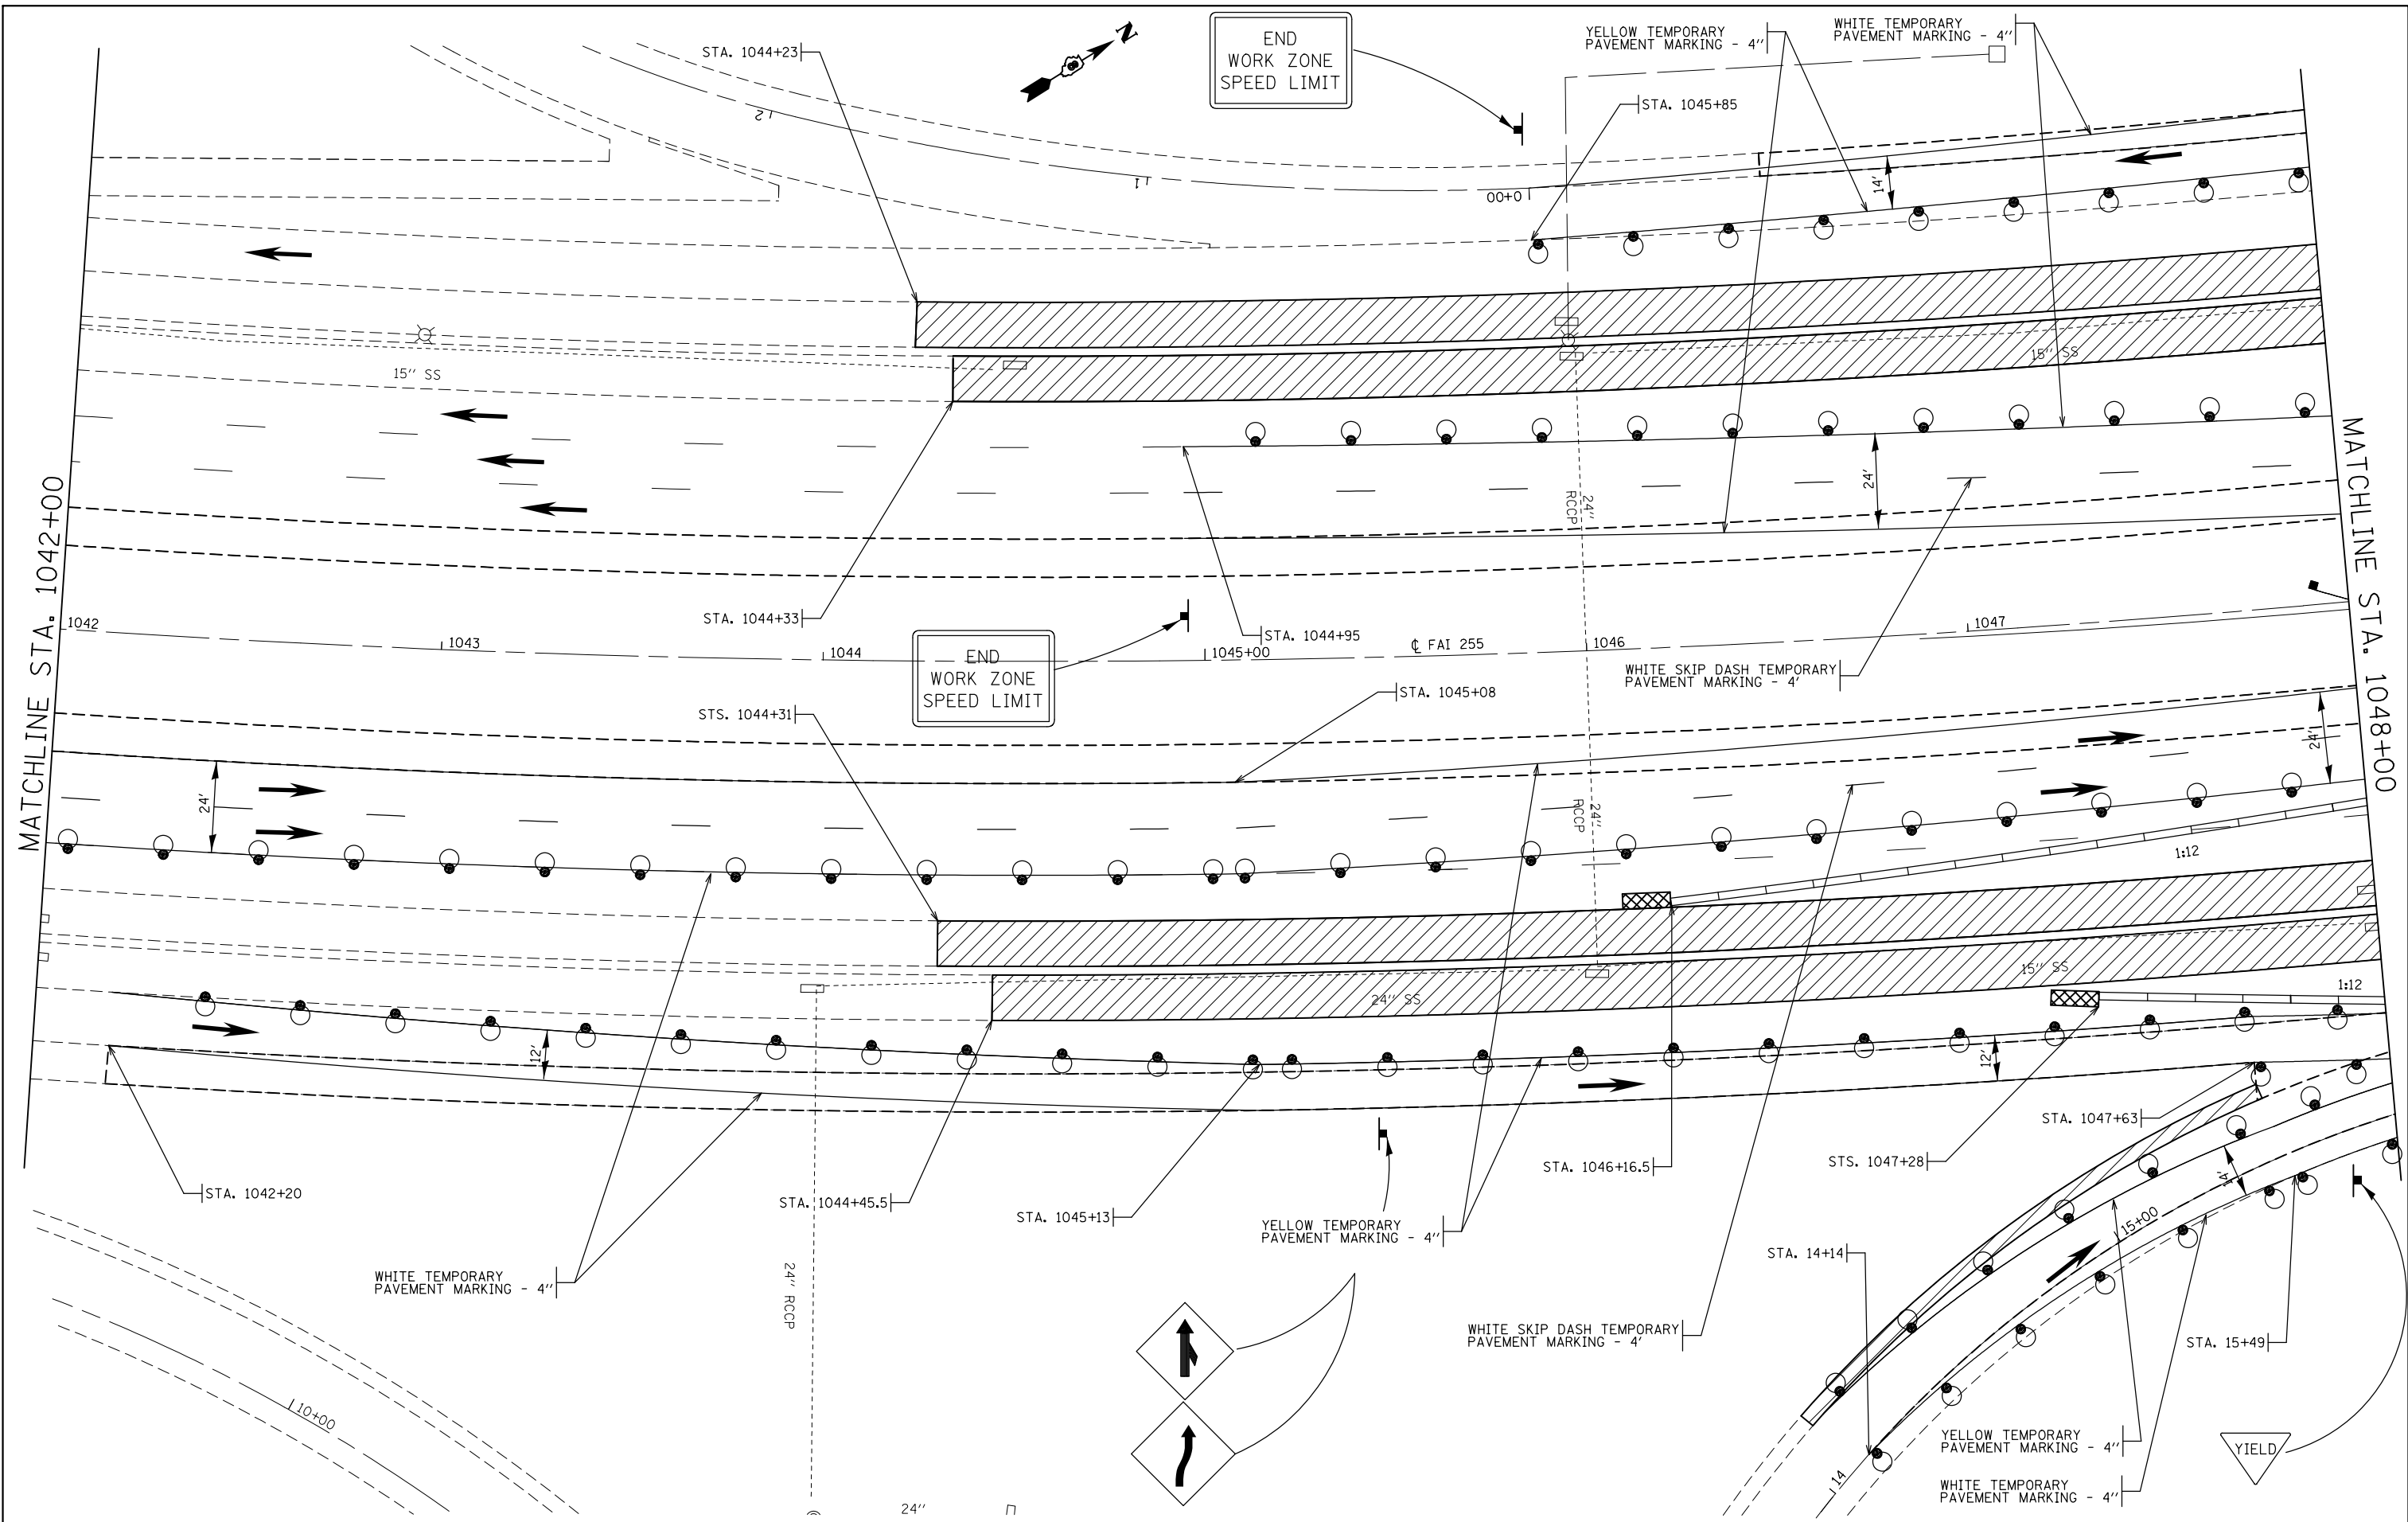 STA. 1044+23
N
END
WORK ZONE
SPEED LIMIT
YELLOW TEMPORARY
PAVEMENT MARKING - 4''
WHITE TEMPORARY
PAVEMENT MARKING - 4''
STA. 1045+85
2
1
0+00
14'
15'' SS
15'' SS
24'
24''
RCCP
MATCHLINE STA. 1042+00
MATCHLINE STA. 1048+00
STA. 1044+33
STA. 1044+95
1042
1043
1044
1045+00
℄ FAI 255
1046
1047
END
WORK ZONE
SPEED LIMIT
WHITE SKIP DASH TEMPORARY
PAVEMENT MARKING - 4'
STS. 1044+31
STA. 1045+08
24'
24'
24''
RCCP
1:12
15'' SS
24'' SS
1:12
12'
12'
STA. 1042+20
STA. 1044+45.5
STA. 1045+13
STA. 1046+16.5
STS. 1047+28
STA. 1047+63
YELLOW TEMPORARY
PAVEMENT MARKING - 4''
WHITE TEMPORARY
PAVEMENT MARKING - 4''
24'' RCCP
14'
15+00
STA. 14+14
WHITE SKIP DASH TEMPORARY
PAVEMENT MARKING - 4'
STA. 15+49
10+00
YELLOW TEMPORARY
PAVEMENT MARKING - 4''
YIELD
14
WHITE TEMPORARY
PAVEMENT MARKING - 4''
24''